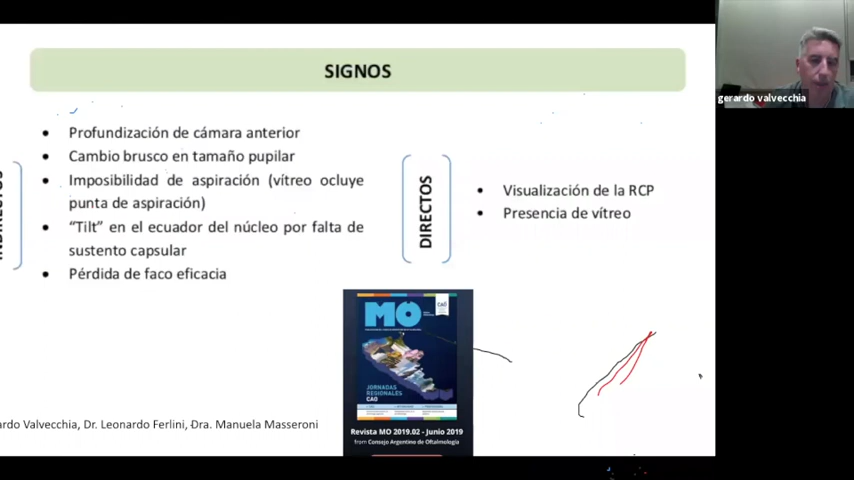 SIGNOS
gerardo valvecchia
Profundización de cámara anterior
Cambio brusco en tamaño pupilar
Imposibilidad de aspiración (vítreo ocluye
punta de aspiración)
“Tilt” en el ecuador del núcleo por falta de
sustento capsular
Pérdida de faco eficacia
DIRECTOS
Visualización de la RCP
Presencia de vítreo
MO
CAO
JORNADAS
REGIONALES
CAO
Revista MO 2019.02 - Junio 2019
from Consejo Argentino de Oftalmología
ardo Valvecchia, Dr. Leonardo Ferlini, Dra. Manuela Masseroni